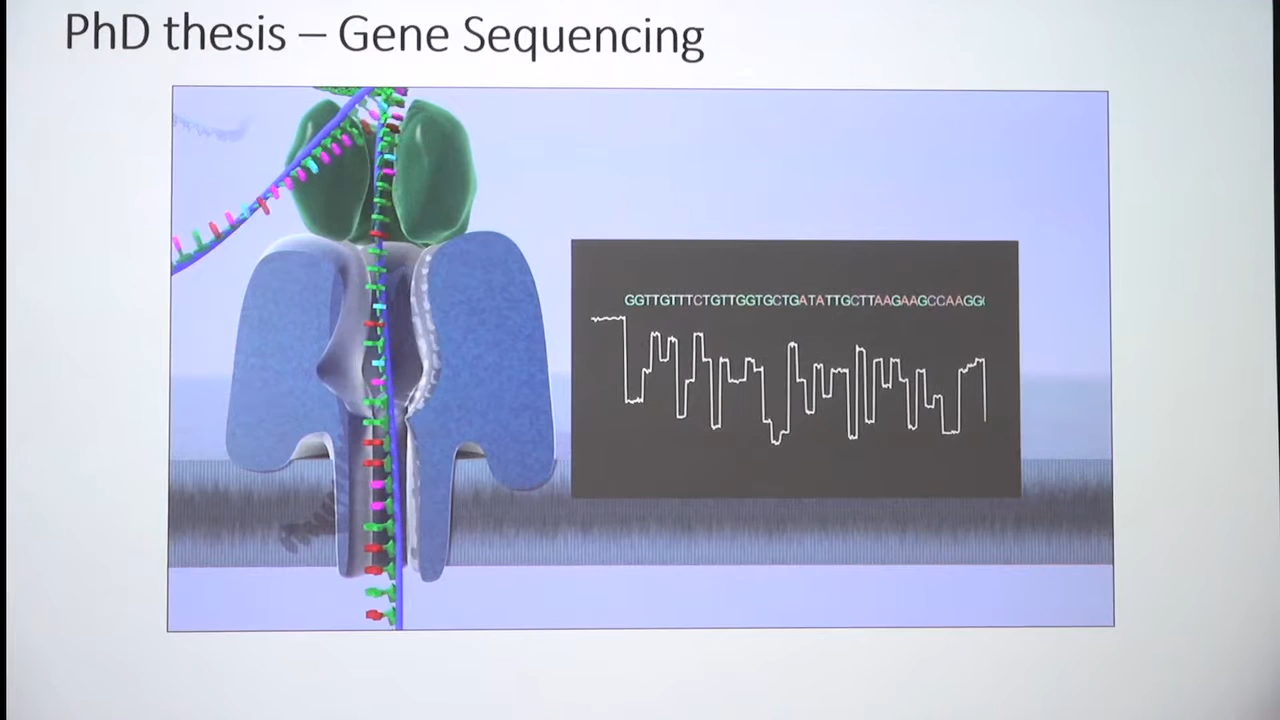 PhD thesis – Gene Sequencing
GGTTGTTTCTGTTGGTGCTGATATTGCTTAAGAAGCCAAGG